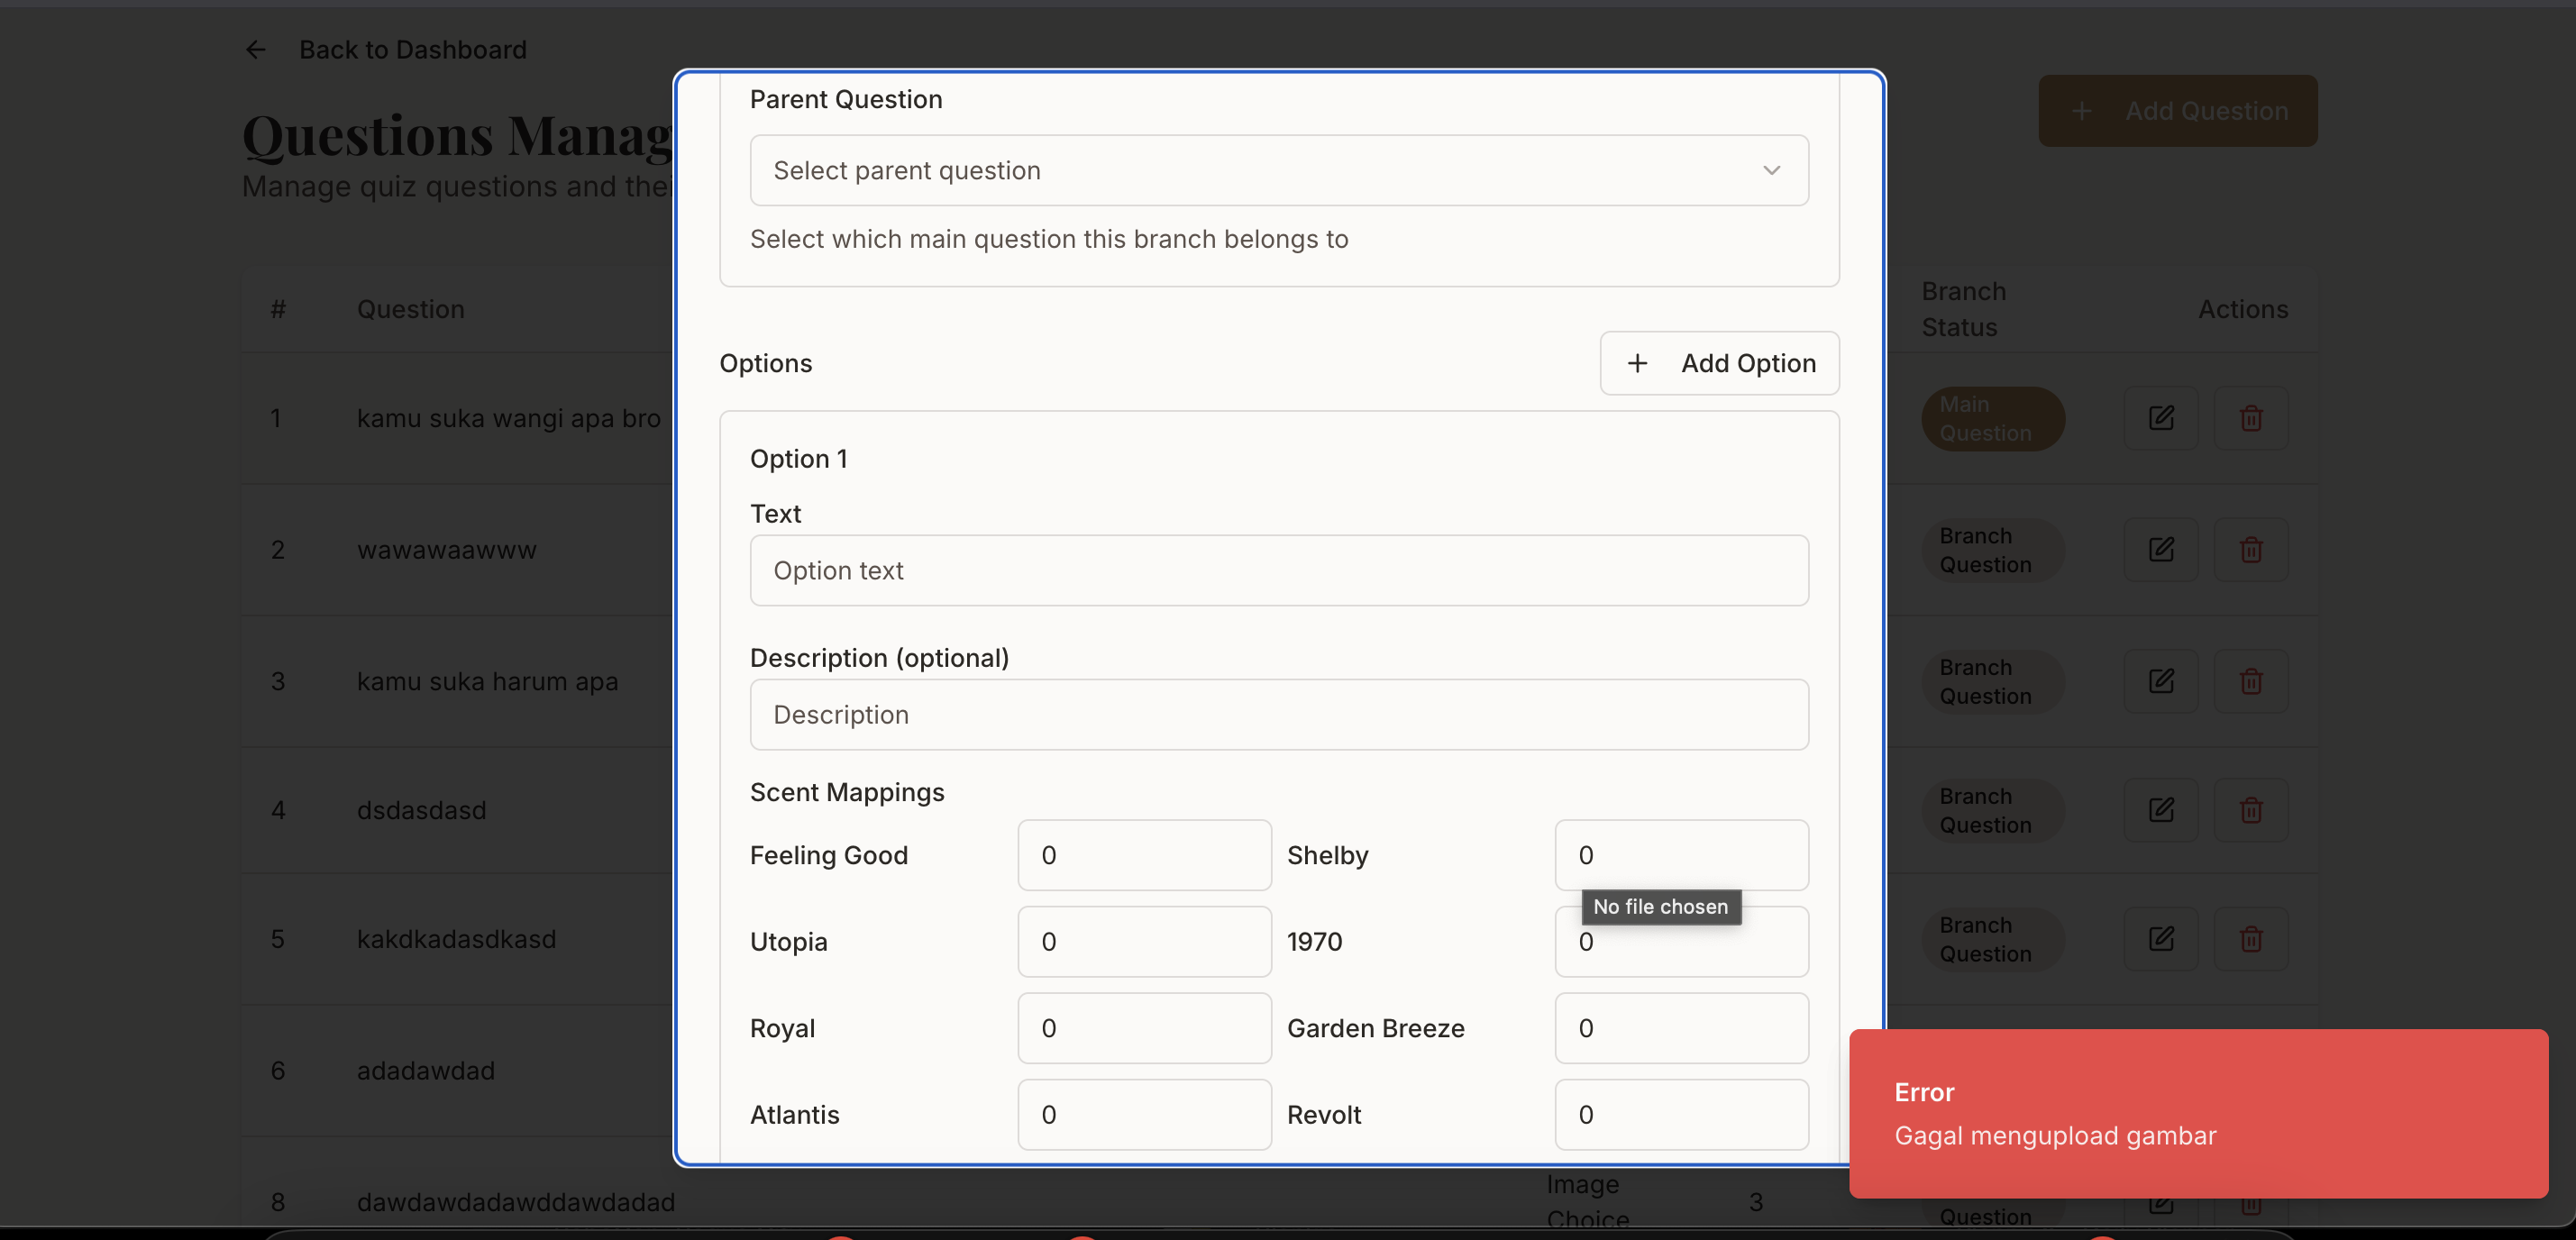 Back to Dashboard
Questions Manag
Manage quiz questions and thei
+ Add Question
# Question
Branch
Status
Actions
1 kamu suka wangi apa bro
Main
Question
2 wawawaawww
Branch
Question
3 kamu suka harum apa
Branch
Question
4 dsdasdasd
Branch
Question
5 kakdkadasdkasd
Branch
Question
6 adadawdad
8 dawdawdadawddawdadad
Image
Choice
3
Question
Parent Question
Select parent question
Select which main question this branch belongs to
Options
+ Add Option
Option 1
Text
Option text
Description (optional)
Description
Scent Mappings
Feeling Good 0 Shelby 0
No file chosen
Utopia 0 1970 0
Royal 0 Garden Breeze 0
Atlantis 0 Revolt 0
Error
Gagal mengupload gambar